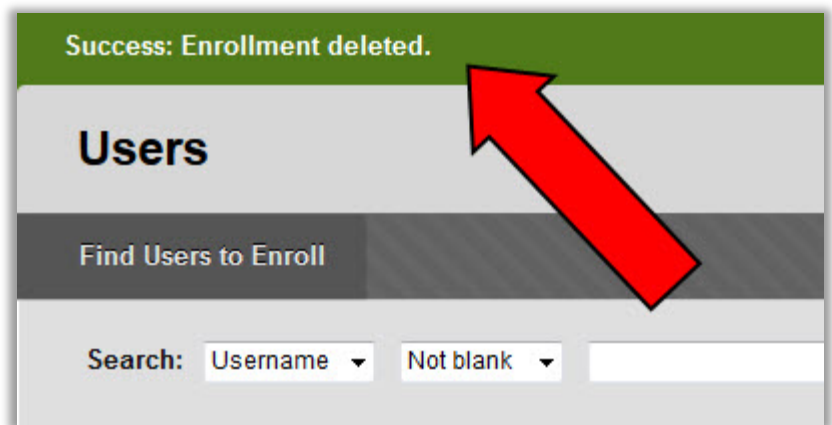 Success: Enrollment deleted.
Users
Find Users to Enroll
Search: Username Not blank